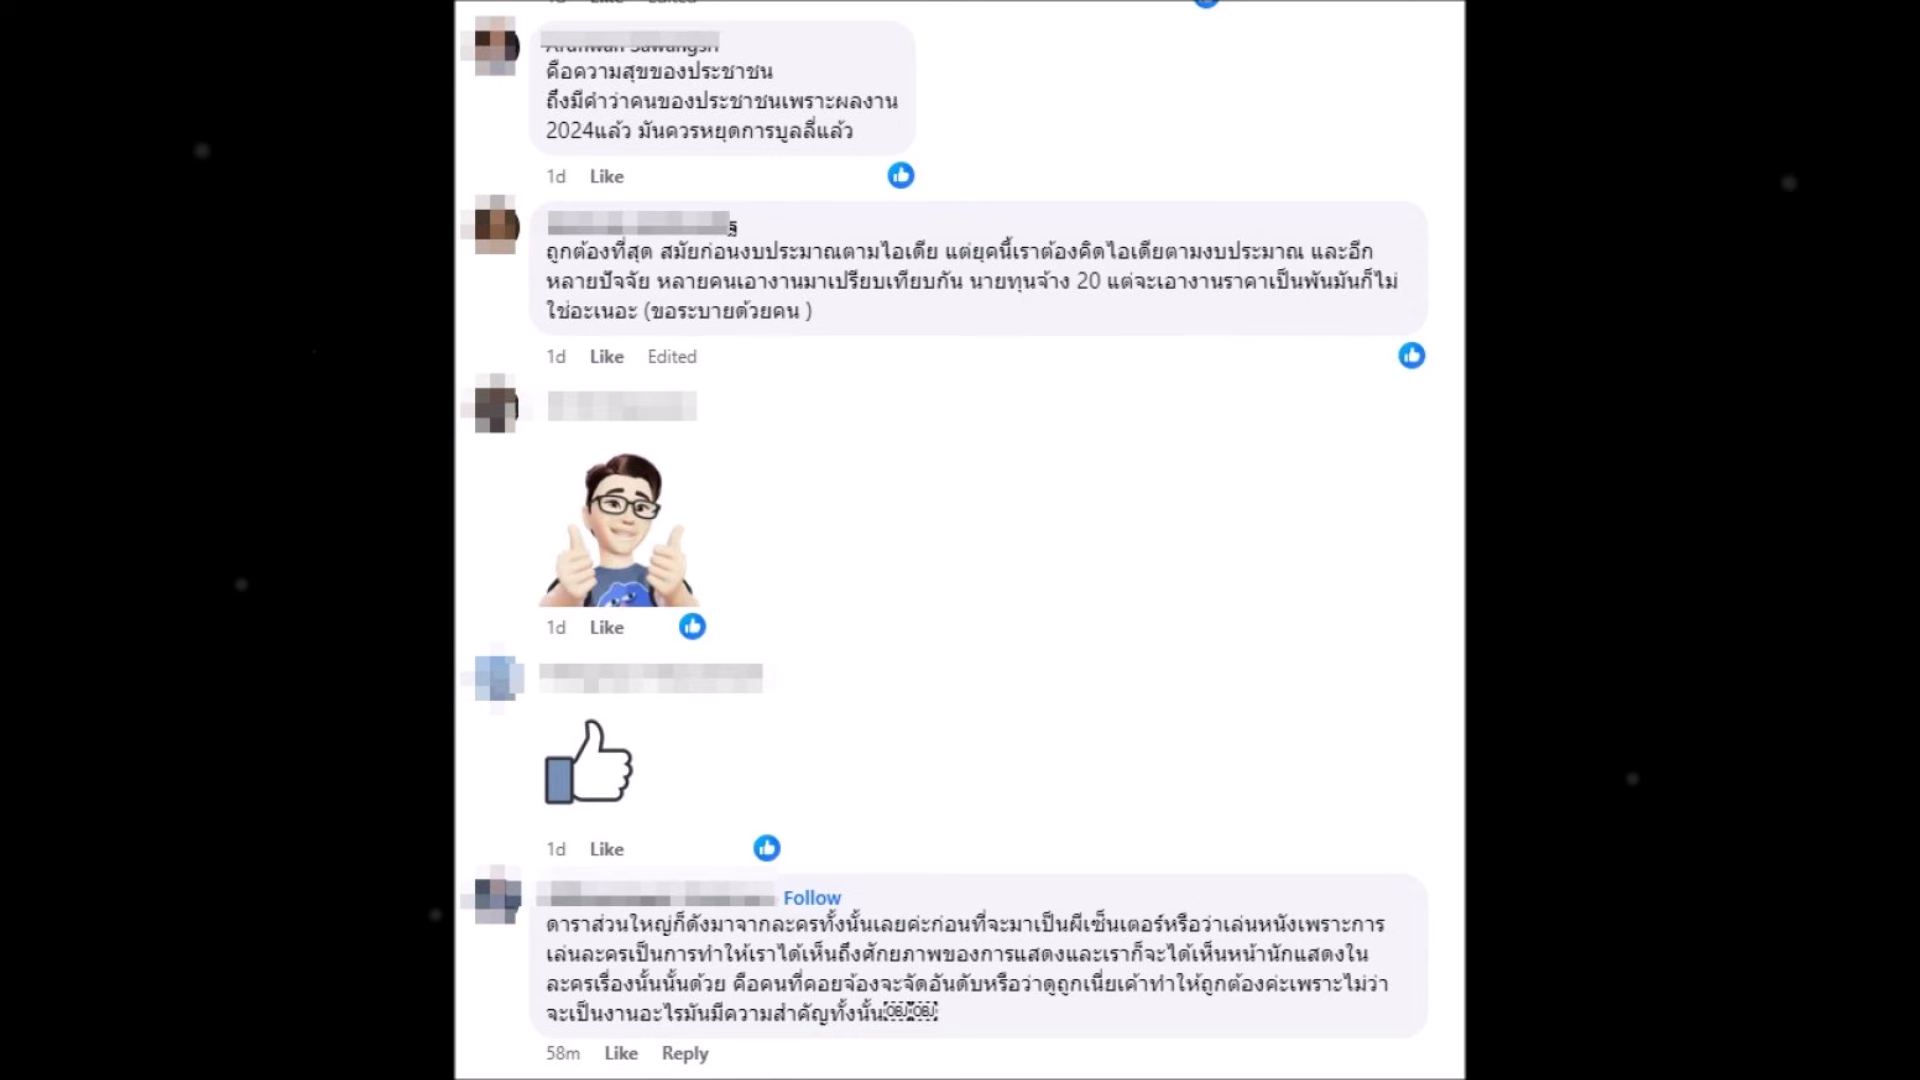 คือความสุขของประชาชน
ถึงมีคำว่าคนของประชาชนเพราะผลงาน
2024แล้ว มันควรหยุดการบูลลี่แล้ว
1d Like
ถูกต้องที่สุด สมัยก่อนงบประมาณตามไอเดีย แต่ยุคนี้เราต้องคิดไอเดียตามงบประมาณ และอีก
หลายปัจจัย หลายคนเอางานมาเปรียบเทียบกัน นายทุนจ้าง 20 แต่จะเอางานราคาเป็นพันมันก็ไม่
ใช่อะเนอะ (ขอระบายด้วยคน )
1d Like Edited
1d Like
1d Like
Follow
ดาราส่วนใหญ่ก็ดังมาจากละครทั้งนั้นเลยค่ะก่อนที่จะมาเป็นผีเซ็นเตอร์หรือว่าเล่นหนังเพราะการ
เล่นละครเป็นการทำให้เราได้เห็นถึงศักยภาพของการแสดงและเราก็จะได้เห็นหน้านักแสดงใน
ละครเรื่องนั้นนั้นด้วย คือคนที่คอยจ้องจะจัดอันดับหรือว่าดูถูกเนี่ยเค้าทำให้ถูกต้องค่ะเพราะไม่ว่า
จะเป็นงานอะไรมันมีความสำคัญทั้งนั้น
58m Like Reply